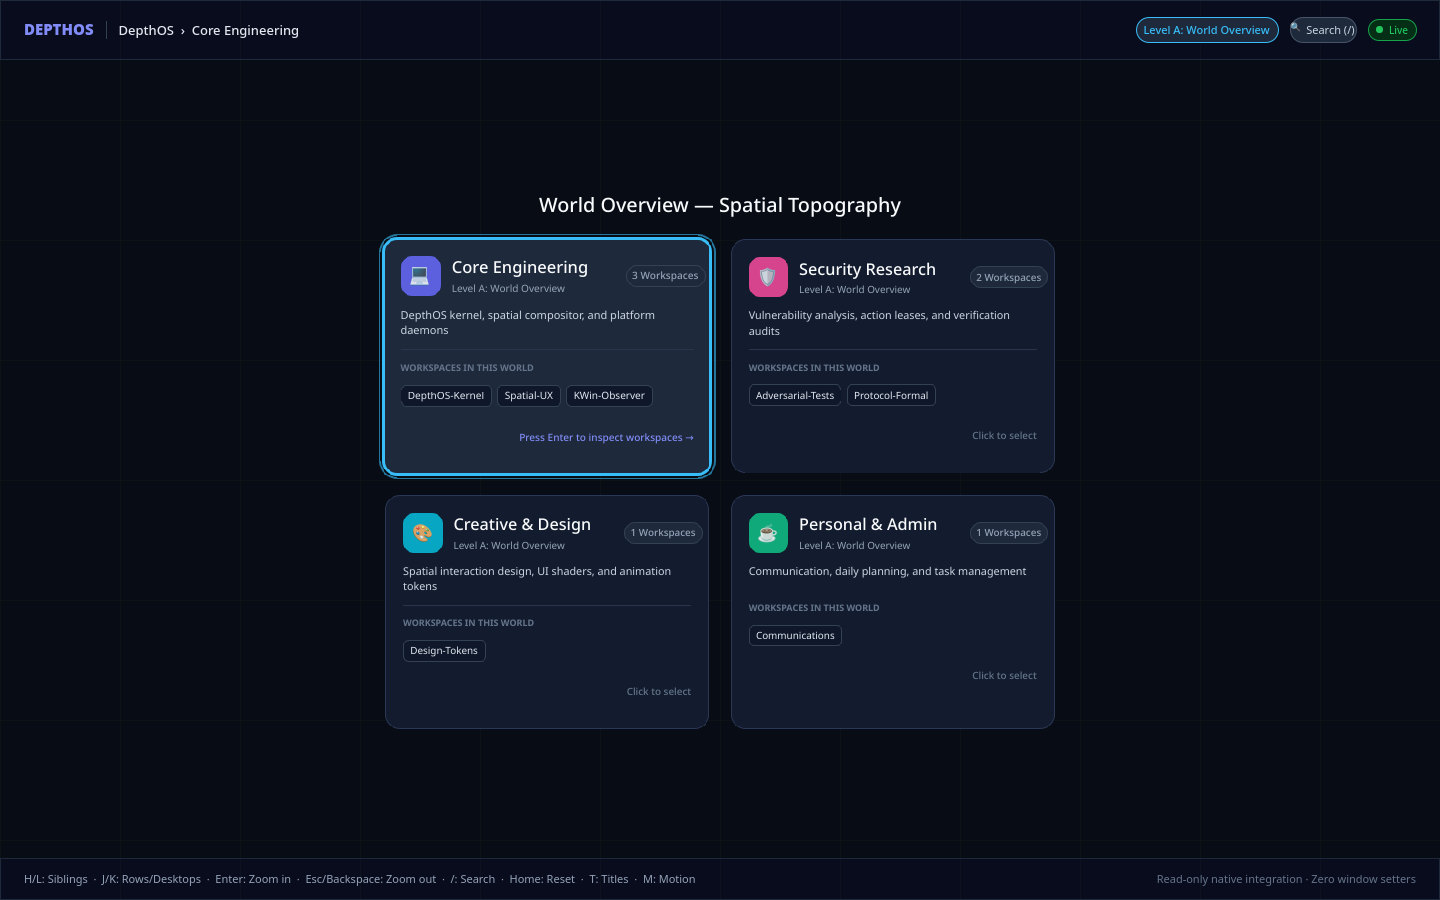 DEPTHOS
DepthOS › Core Engineering
Level A: World Overview
Search (/)
Live
World Overview — Spatial Topography
Core Engineering
Level A: World Overview
3 Workspaces
DepthOS kernel, spatial compositor, and platform
daemons
WORKSPACES IN THIS WORLD
DepthOS-Kernel
Spatial-UX
KWin-Observer
Press Enter to inspect workspaces →
Security Research
Level A: World Overview
2 Workspaces
Vulnerability analysis, action leases, and verification
audits
WORKSPACES IN THIS WORLD
Adversarial-Tests
Protocol-Formal
Click to select
Creative & Design
Level A: World Overview
1 Workspaces
Spatial interaction design, UI shaders, and animation
tokens
WORKSPACES IN THIS WORLD
Design-Tokens
Click to select
Personal & Admin
Level A: World Overview
1 Workspaces
Communication, daily planning, and task management
WORKSPACES IN THIS WORLD
Communications
Click to select
H/L: Siblings · J/K: Rows/Desktops · Enter: Zoom in · Esc/Backspace: Zoom out · /: Search · Home: Reset · T: Titles · M: Motion
Read-only native integration · Zero window setters